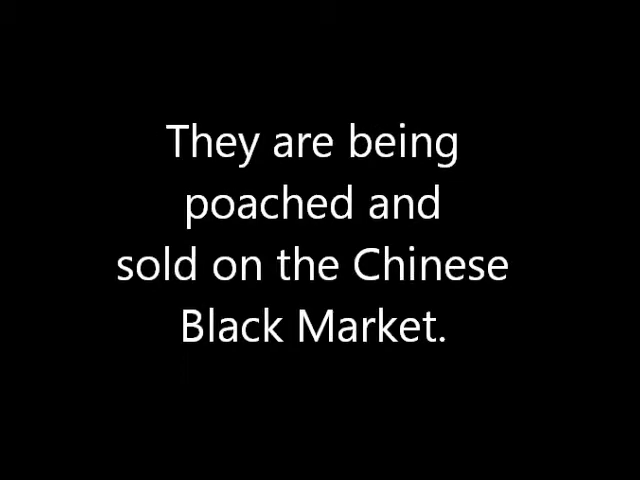 They are being
poached and
sold on the Chinese
Black Market.